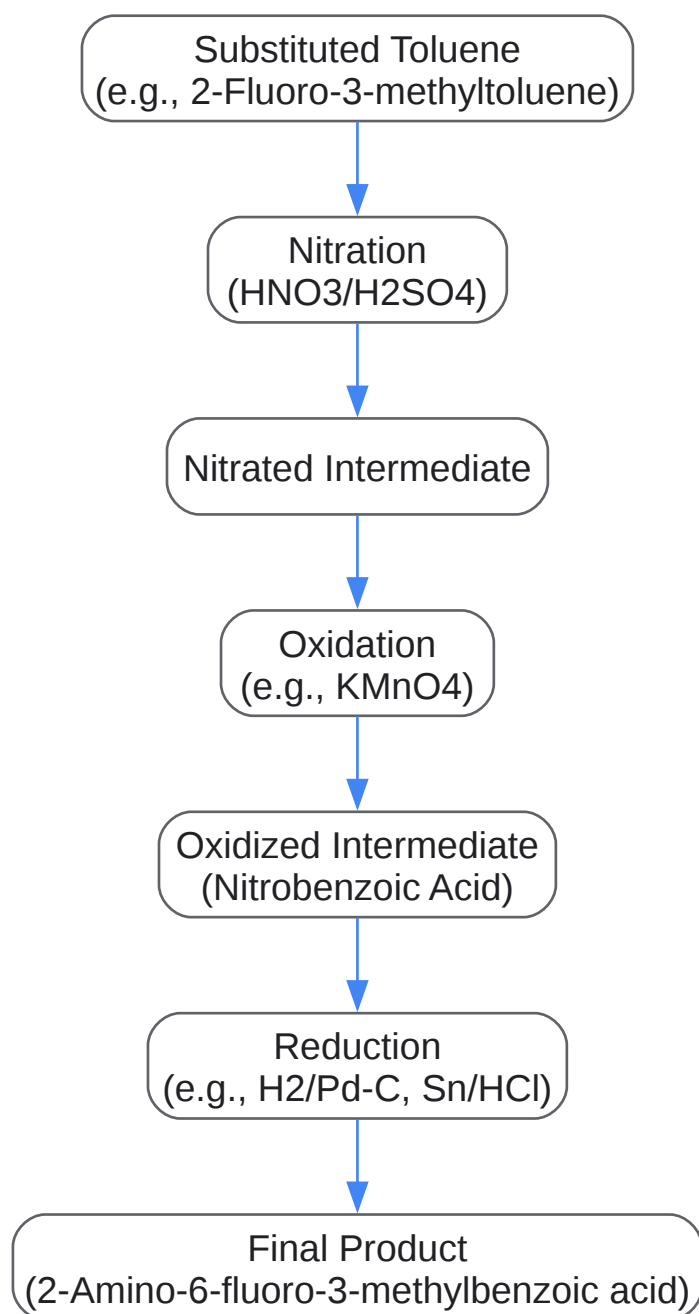 Substituted Toluene
(e.g., 2-Fluoro-3-methyltoluene)
Nitration
(HNO3/H2SO4)
Nitrated Intermediate
Oxidation
(e.g., KMnO4)
Oxidized Intermediate
(Nitrobenzoic Acid)
Reduction
(e.g., H2/Pd-C, Sn/HCl)
Final Product
(2-Amino-6-fluoro-3-methylbenzoic acid)